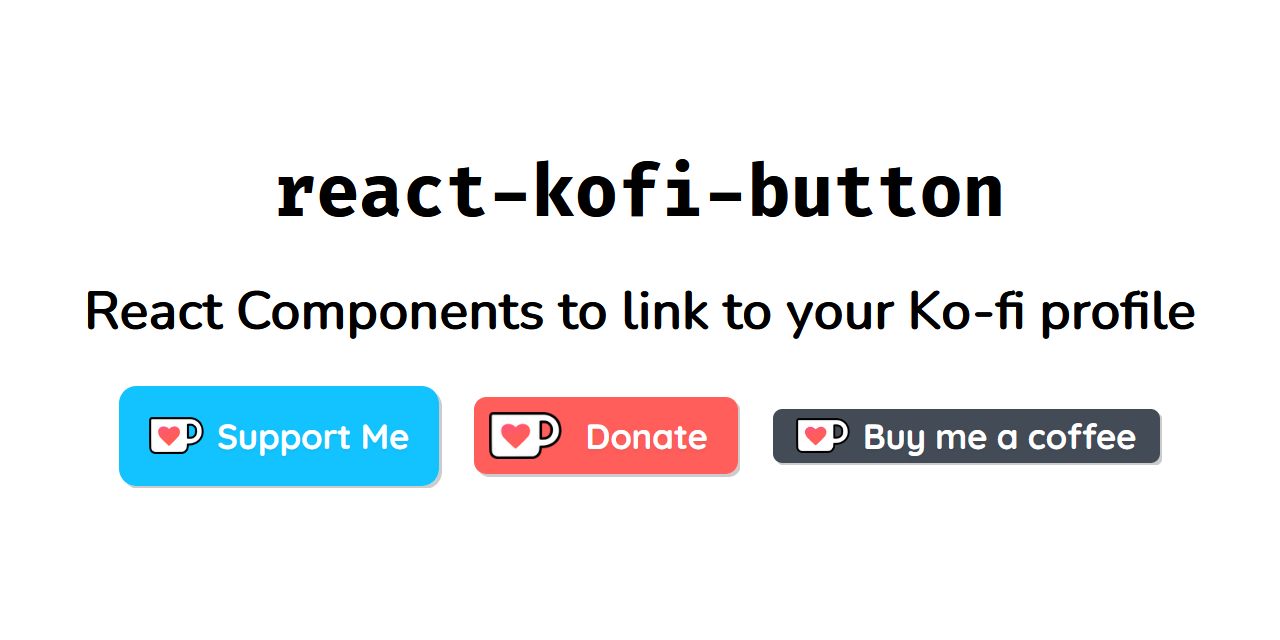 react-kofi-button
React Components to link to your Ko-fi profile
Support Me
Donate
Buy me a coffee